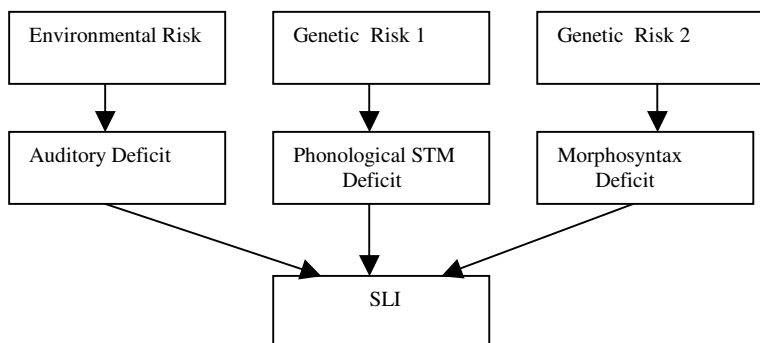 Environmental Risk
Genetic Risk 1
Genetic Risk 2
Auditory Deficit
Phonological STM
Deficit
Morphosyntax
Deficit
SLI